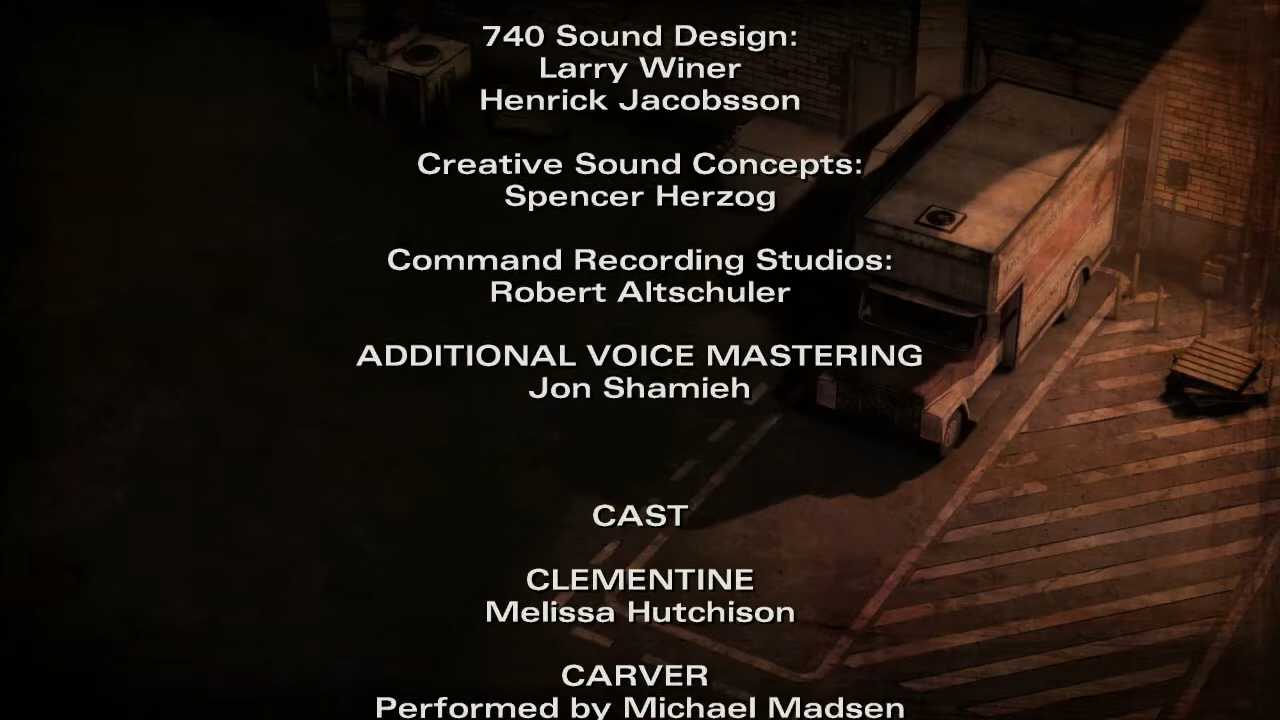 740 Sound Design:
Larry Winer
Henrick Jacobsson
Creative Sound Concepts:
Spencer Herzog
Command Recording Studios:
Robert Altschuler
ADDITIONAL VOICE MASTERING
Jon Shamieh
CAST
CLEMENTINE
Melissa Hutchison
CARVER
Performed by Michael Madsen